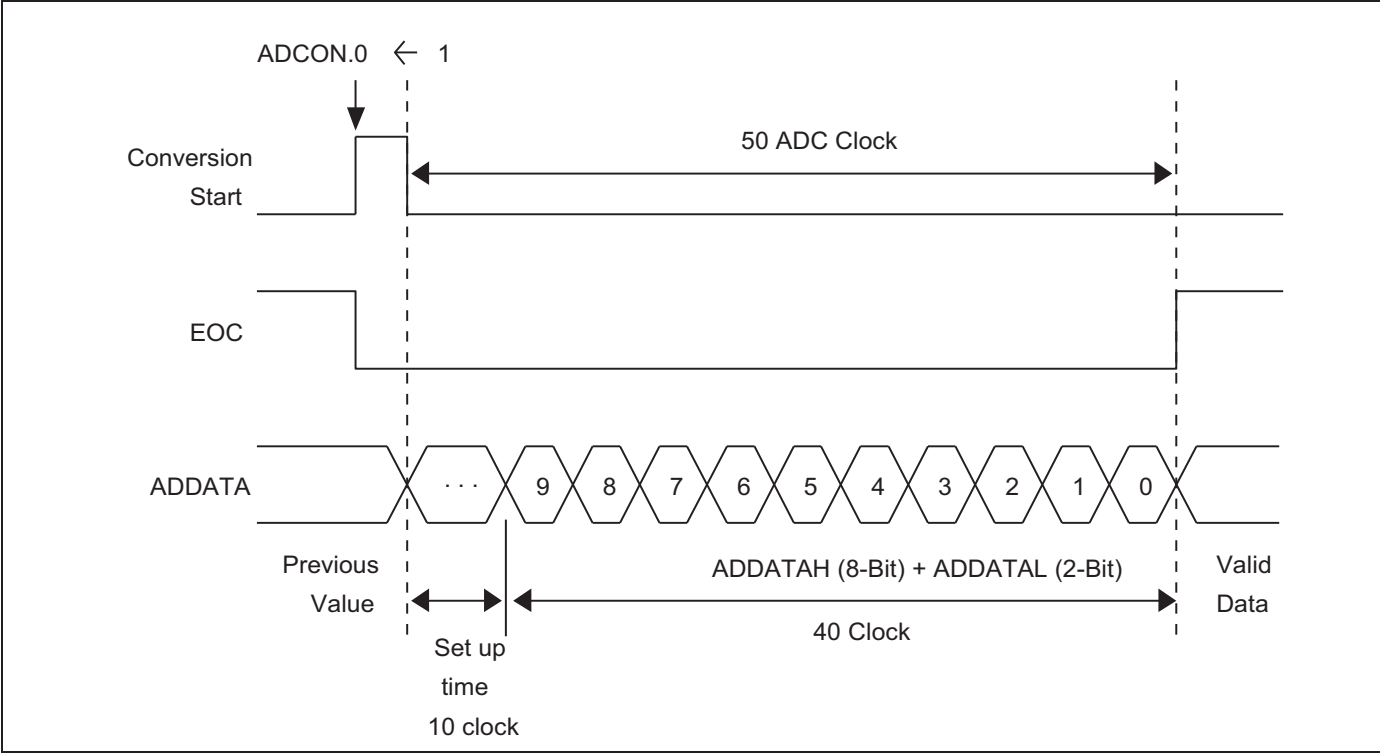 ADCON.0 ← 1
50 ADC Clock
Conversion
Start
EOC
ADDATA
· · · 9 8 7 6 5 4 3 2 1 0
Previous
Value
ADDATAH (8-Bit) + ADDATAL (2-Bit)
Valid
Data
40 Clock
Set up
time
10 clock